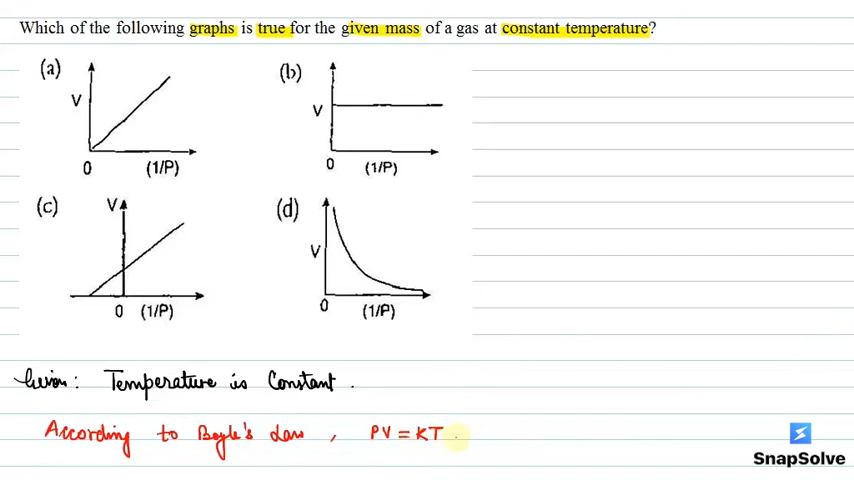 Which of the following graphs is true for the given mass of a gas at constant temperature?
(a)
V
0
(1/P)
(b)
V
0
(1/P)
(c)
V
0
(1/P)
(d)
V
0
(1/P)
Given: Temperature is Constant.
According to Boyle's Law, PV = KT
SnapSolve